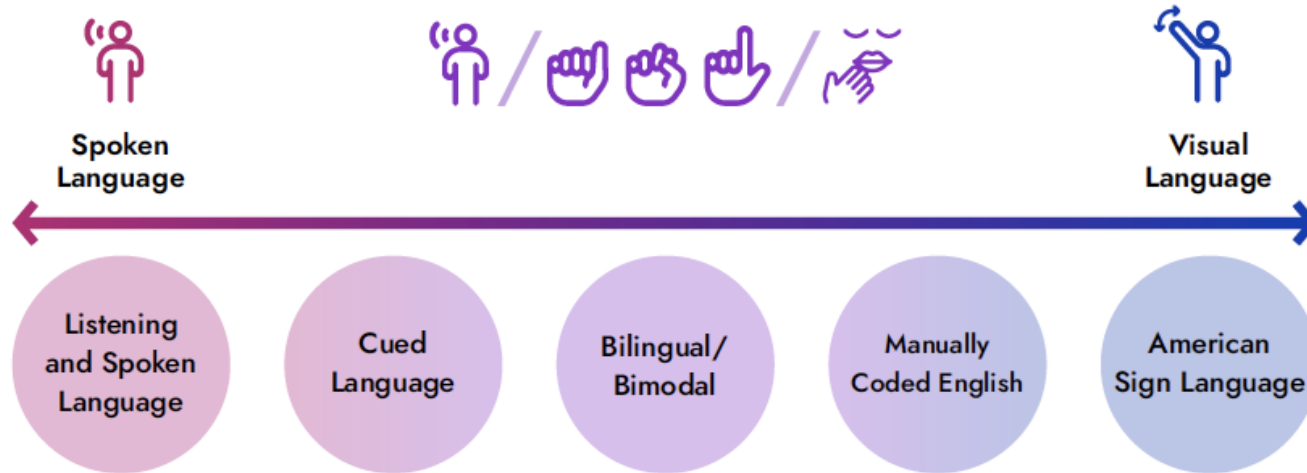 Spoken
Language
Visual
Language
Listening
and Spoken
Language
Cued
Language
Bilingual/
Bimodal
Manually
Coded English
American
Sign Language